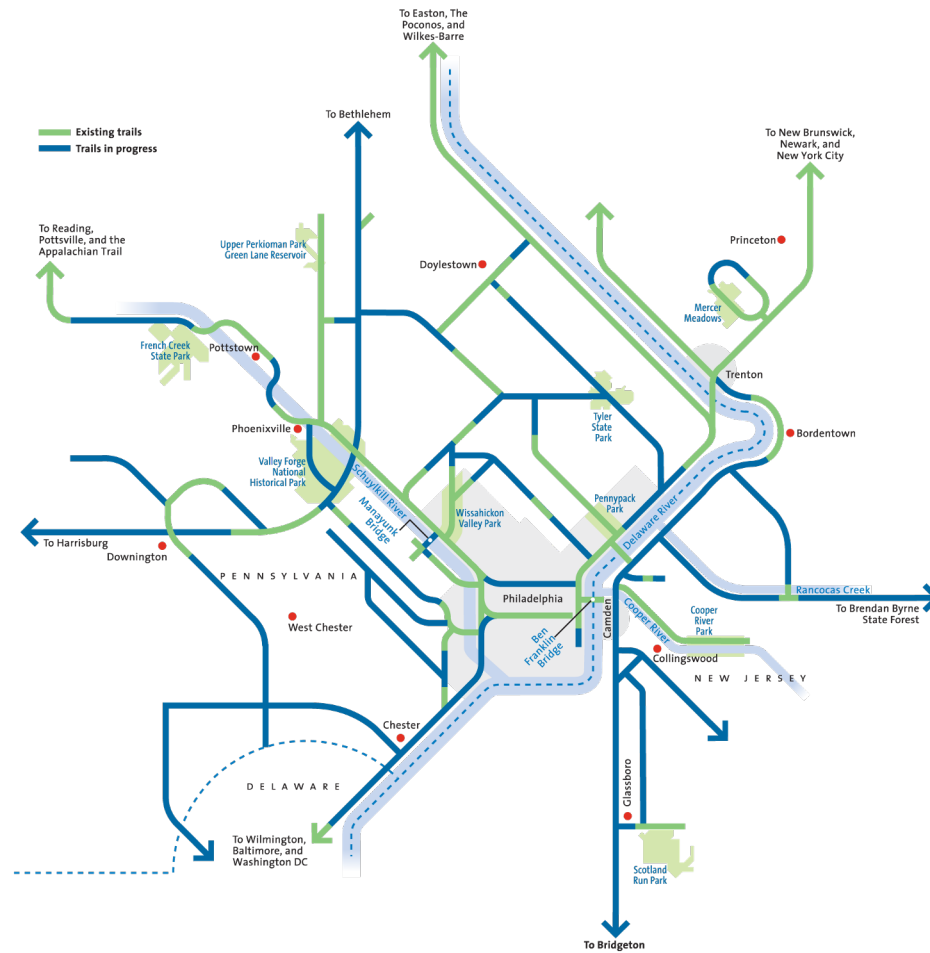 To Easton, The
Poconos, and
Wilkes-Barre
To Bethlehem
Existing trails
Trails in progress
To New Brunswick,
Newark, and
New York City
To Reading,
Pottsville, and the
Appalachian Trail
Upper Perkioman Park
Green Lane Reservoir
Princeton
Doylestown
Mercer
Meadows
French Creek
State Park
Pottstown
Trenton
Tyler
State
Park
Phoenixville
Bordentown
Valley Forge
National
Historical Park
Schuylkill River
Manayunk
Bridge
Wissahickon
Valley Park
Pennypack
Park
Delaware River
To Harrisburg
Downington
PENNSYLVANIA
Philadelphia
Camden
Rancocas Creek
To Brendan Byrne
State Forest
West Chester
Ben
Franklin
Bridge
Cooper River
Cooper
River
Park
Collingswood
NEW JERSEY
Chester
DELAWARE
Glassboro
To Wilmington,
Baltimore, and
Washington DC
Scotland
Run Park
To Bridgeton